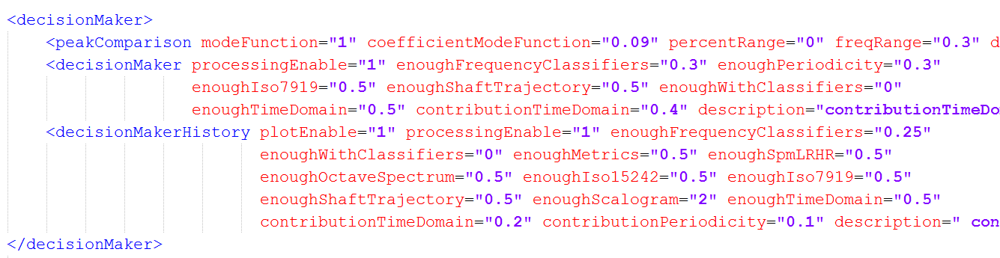 <decisionMaker>
<peakComparison modeFunction="1" coefficientModeFunction="0.09" percentRange="0" freqRange="0.3" d
<decisionMaker processingEnable="1" enoughFrequencyClassifiers="0.3" enoughPeriodicity="0.3"
enoughIso7919="0.5" enoughShaftTrajectory="0.5" enoughWithClassifiers="0"
enoughTimeDomain="0.5" contributionTimeDomain="0.4" description="contributionTimeDo
<decisionMakerHistory plotEnable="1" processingEnable="1" enoughFrequencyClassifiers="0.25"
enoughWithClassifiers="0" enoughMetrics="0.5" enoughSpmLRHR="0.5"
enoughOctaveSpectrum="0.5" enoughIso15242="0.5" enoughIso7919="0.5"
enoughShaftTrajectory="0.5" enoughScalogram="2" enoughTimeDomain="0.5"
contributionTimeDomain="0.2" contributionPeriodicity="0.1" description=" con
</decisionMaker>